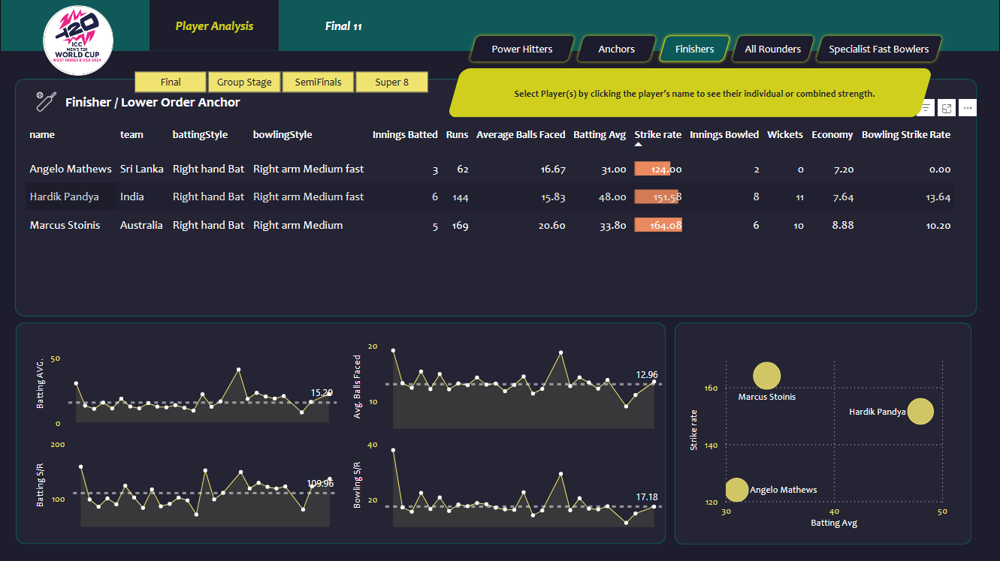 T20
ICC
MEN'S T20
WORLD CUP
WEST INDIES & USA 2024
Player Analysis
Final 11
Power Hitters
Anchors
Finishers
All Rounders
Specialist Fast Bowlers
Final
Group Stage
SemiFinals
Super 8
Select Player(s) by clicking the player's name to see their individual or combined strength.
Finisher / Lower Order Anchor
name team battingStyle bowlingStyle Innings Batted Runs Average Balls Faced Batting Avg Strike rate Innings Bowled Wickets Economy Bowling Strike Rate
Angelo Mathews Sri Lanka Right hand Bat Right arm Medium fast 3 62 16.67 31.00 124.00 2 0 7.20 0.00
Hardik Pandya India Right hand Bat Right arm Medium fast 6 144 15.83 48.00 151.58 8 11 7.64 13.64
Marcus Stoinis Australia Right hand Bat Right arm Medium 5 169 20.60 33.80 164.08 6 10 8.88 10.20
Batting AVG.
50
0
15.20
Avg. Balls Faced
20
10
12.96
Batting S/R
200
100
109.96
Bowling S/R
40
20
17.18
Strike rate
160
140
120
Marcus Stoinis
Hardik Pandya
Angelo Mathews
30 40 50
Batting Avg